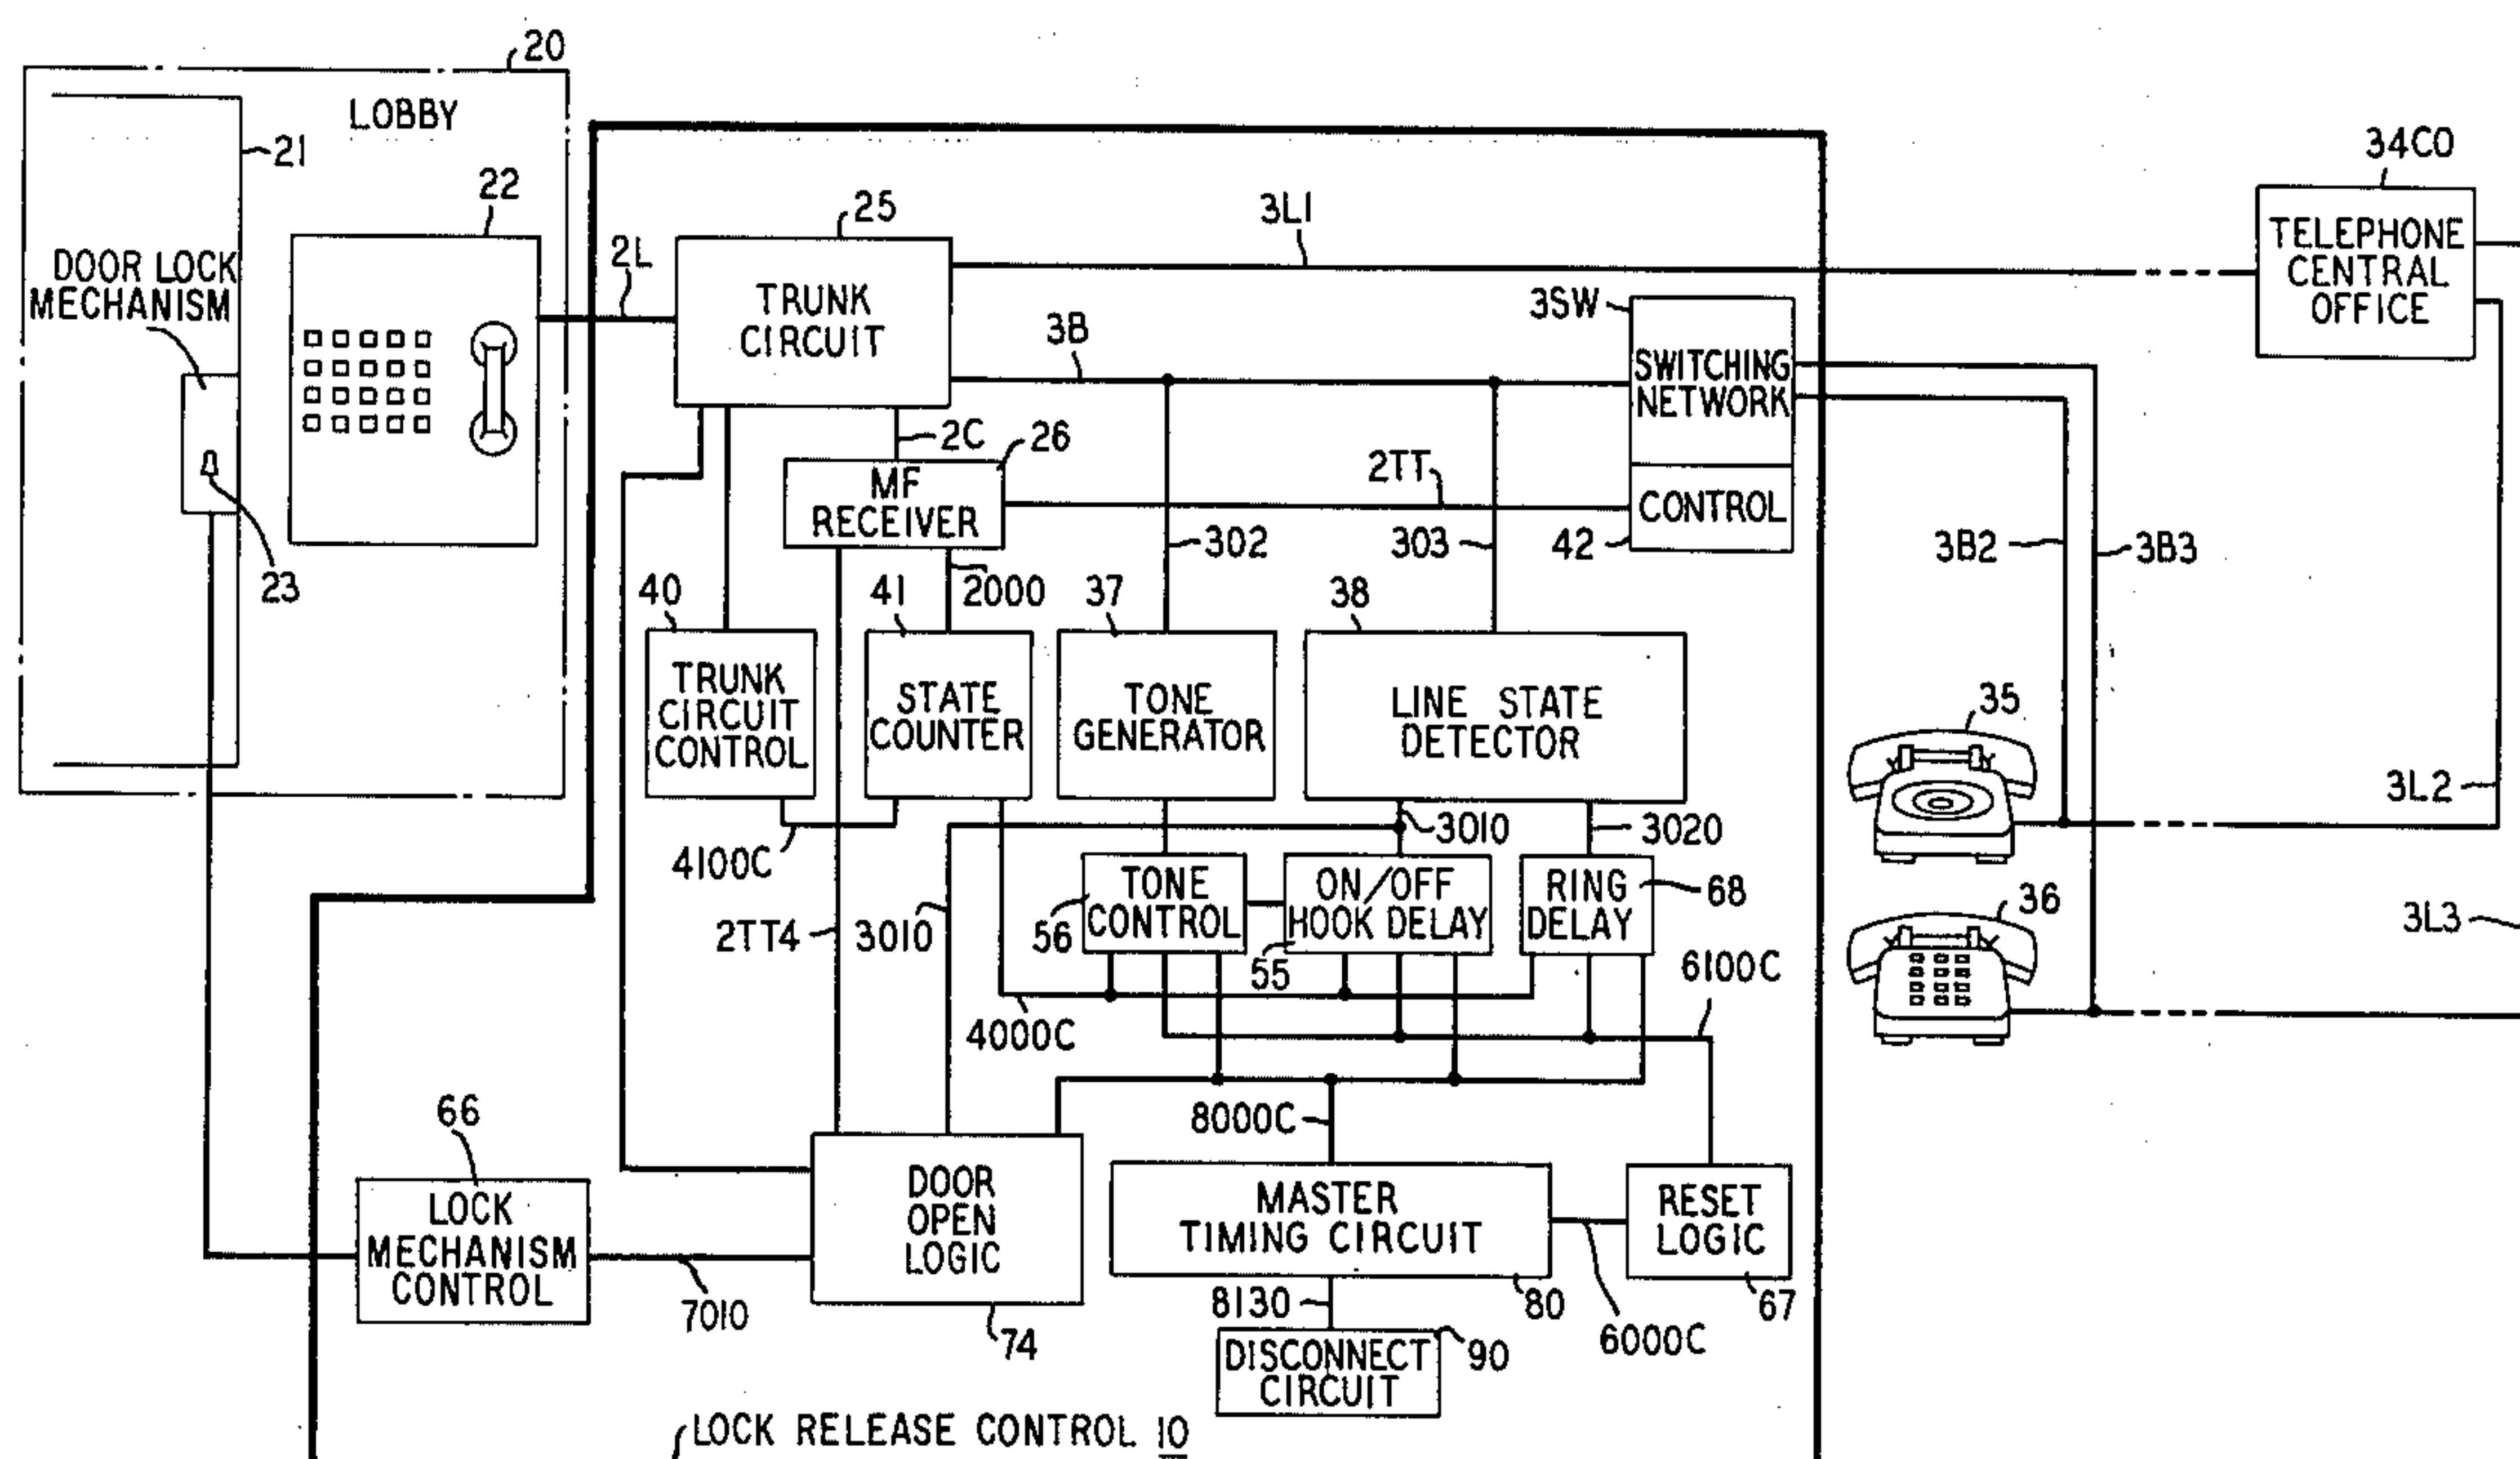 20
LOBBY
21
22
DOOR LOCK
MECHANISM
23
2L
25
TRUNK
CIRCUIT
3L1
34CO
TELEPHONE
CENTRAL
OFFICE
3B
3SW
SWITCHING
NETWORK
CONTROL
42
2C
26
MF
RECEIVER
2TT
302
303
3B2
3B3
40
TRUNK
CIRCUIT
CONTROL
41
2000
STATE
COUNTER
37
TONE
GENERATOR
38
LINE STATE
DETECTOR
35
3L2
4100C
3010
3020
TONE
CONTROL
56
ON/OFF
HOOK DELAY
55
RING
DELAY
68
36
3L3
2TT4
3010
4000C
6100C
66
LOCK
MECHANISM
CONTROL
7010
DOOR
OPEN
LOGIC
74
8000C
MASTER
TIMING CIRCUIT
80
RESET
LOGIC
67
6000C
8130
DISCONNECT
CIRCUIT
90
LOCK RELEASE CONTROL 10